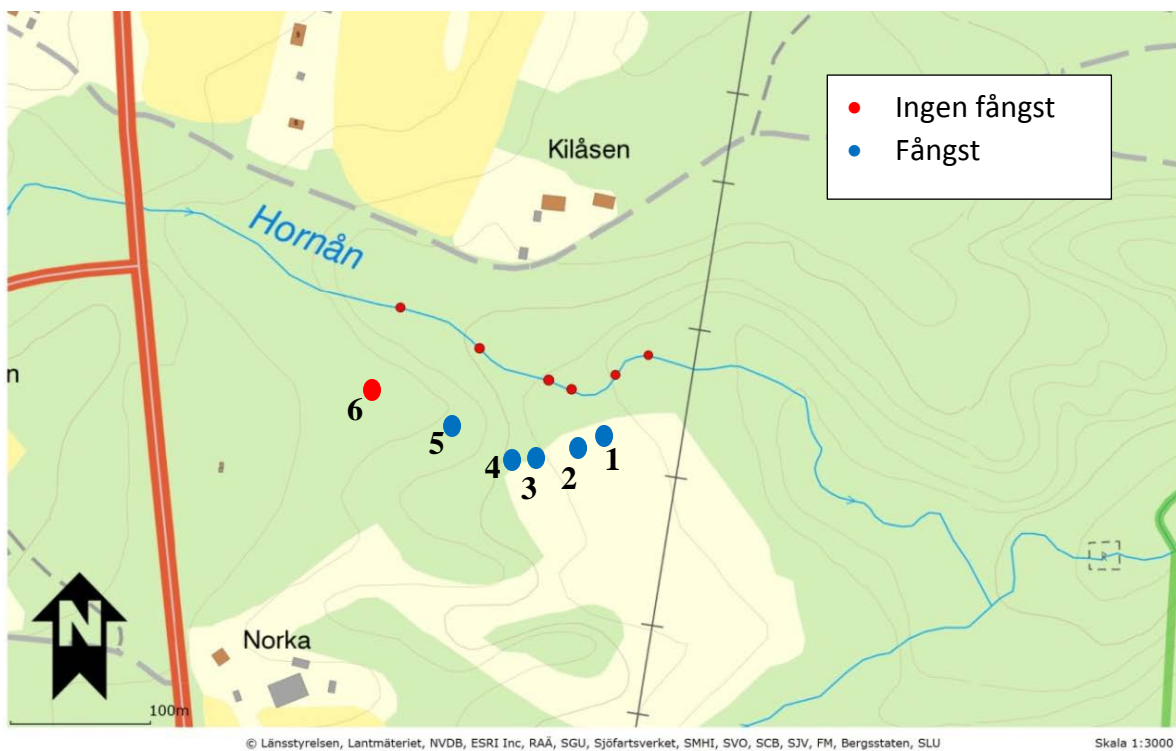 Ingen fångst
Fångst
Kilåsen
Hornån
n
6
5
4
3
2
1
R
N
Norka
100m
© Länsstyrelsen, Lantmäteriet, NVDB, ESRI Inc, RAÄ, SGU, Sjöfartsverket, SMHI, SVO, SCB, SJV, FM, Bergsstaten, SLU
Skala 1:3000